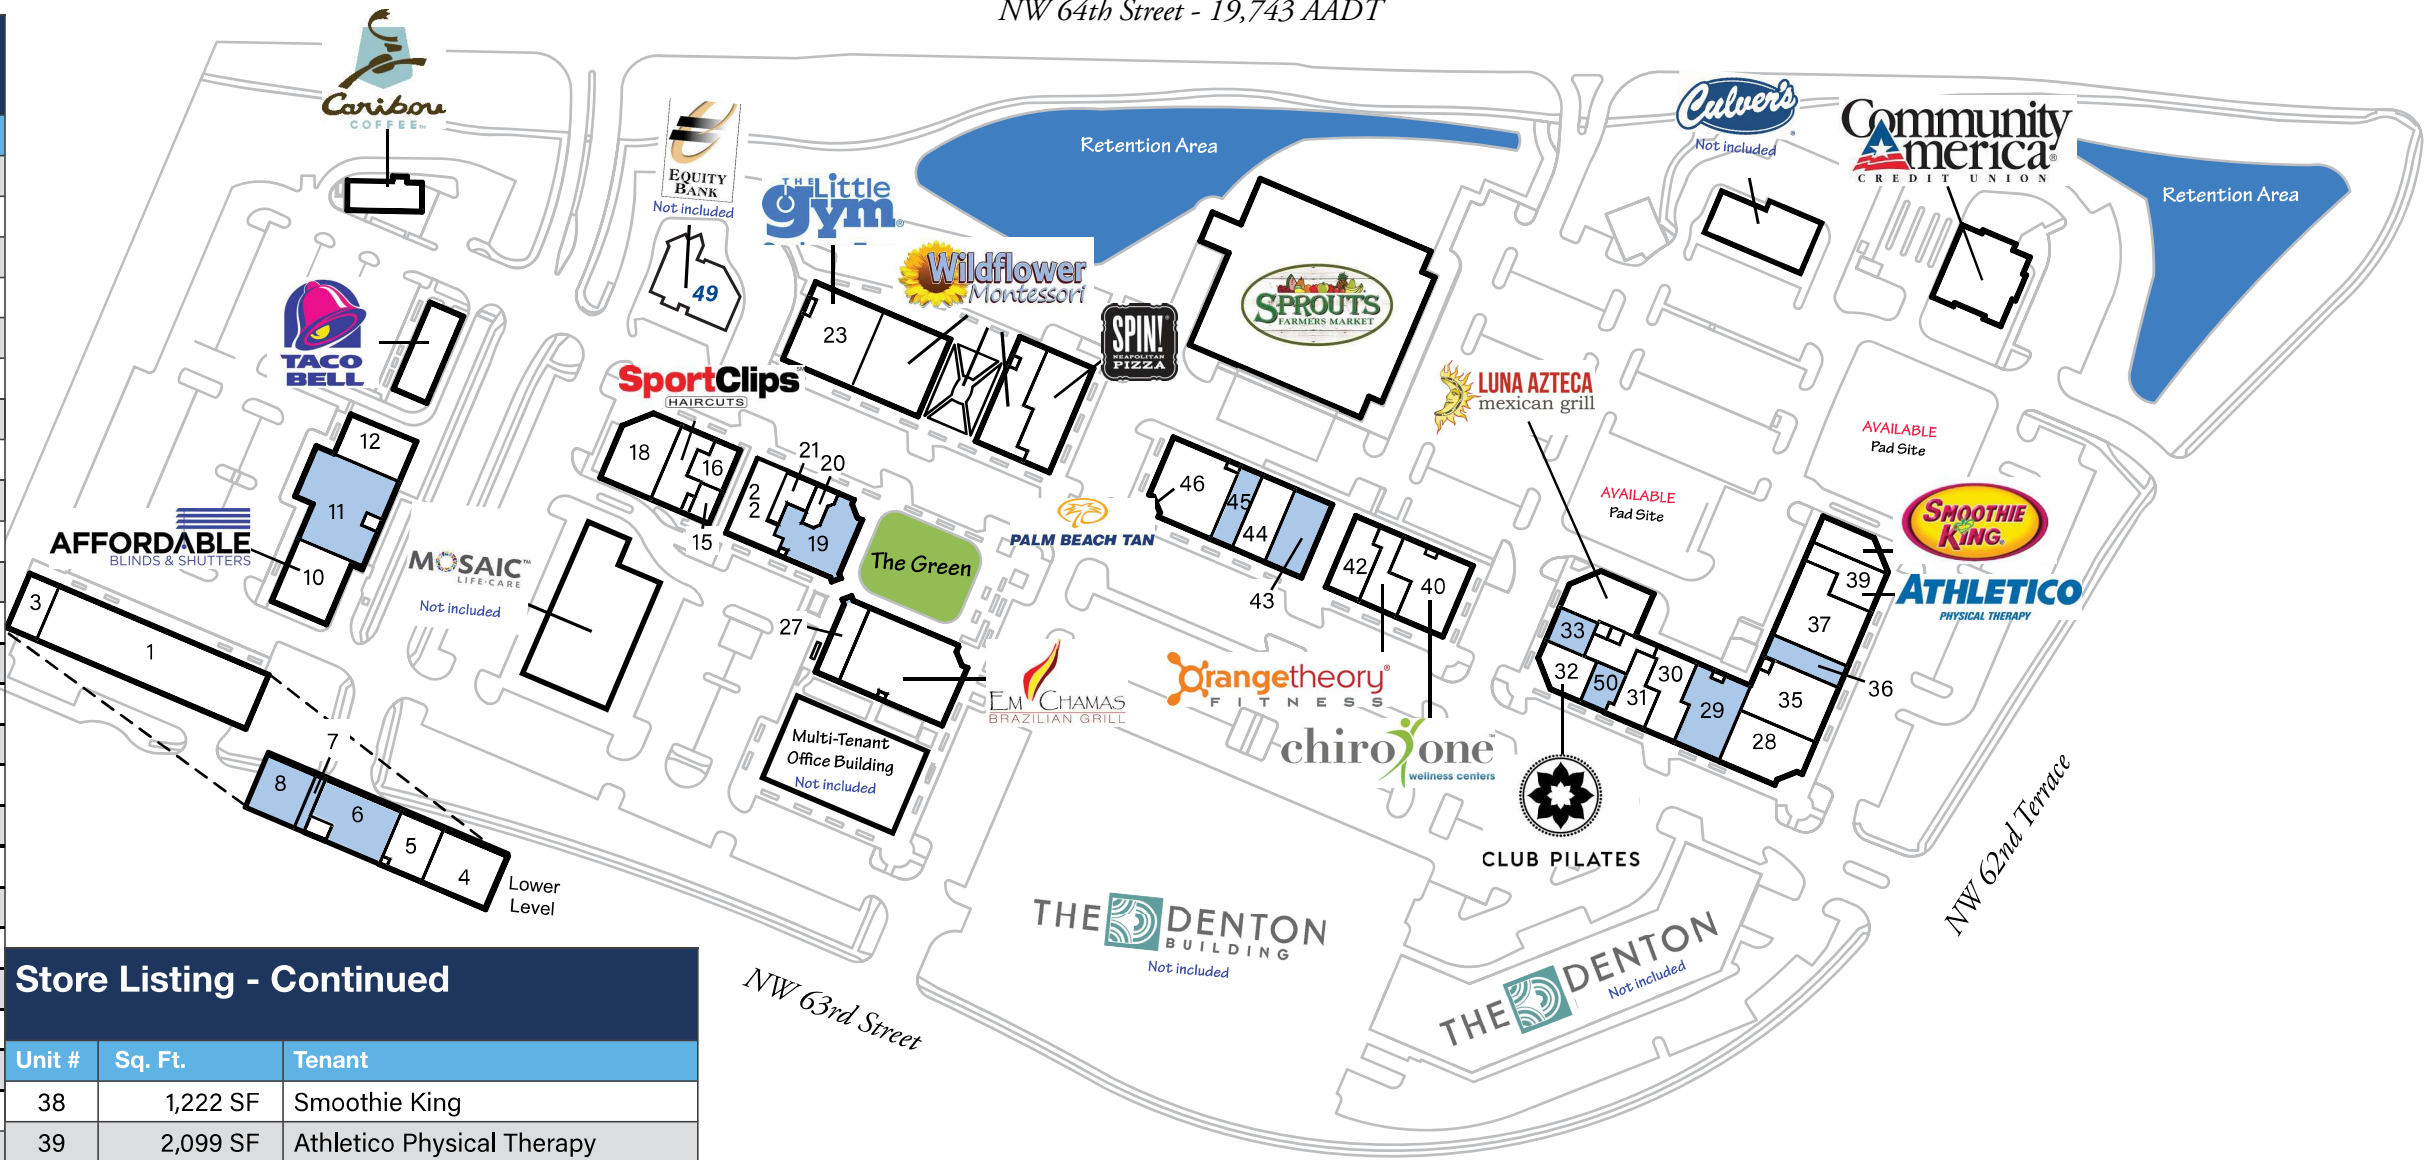 NW 64th Street - 19,743 AADT
Caribou
COFFEE
EQUITY
BANK
Not included
49
THE Little
gym
Wildflower
Montessori
Retention Area
Culver's
Not included
Community
America
CREDIT UNION
Retention Area
SPROUTS
FARMERS MARKET
SPIN!
NEAPOLITAN
PIZZA
23
TACO
BELL
SportClips
HAIRCUTS
LUNA AZTECA
mexican grill
AVAILABLE
Pad Site
AVAILABLE
Pad Site
12
11
10
AFFORDABLE
BLINDS & SHUTTERS
MOSAIC
LIFE·CARE
Not included
18
16
15
21
20
2
2
19
The Green
PALM BEACH TAN
46
45
44
43
42
40
SMOOTHIE
KING
ATHLETICO
PHYSICAL THERAPY
39
37
36
35
28
29
30
31
50
32
33
3
1
27
EM CHAMAS
BRAZILIAN GRILL
Orangetheory
FITNESS
chiro one
wellness centers
CLUB PILATES
Multi-Tenant
Office Building
Not included
7
8
6
5
4
Lower
Level
THE DENTON
BUILDING
Not included
THE DENTON
Not included
NW 62nd Terrace
NW 63rd Street
Store Listing - Continued
Unit # Sq. Ft. Tenant
38 1,222 SF Smoothie King
39 2,099 SF Athletico Physical Therapy